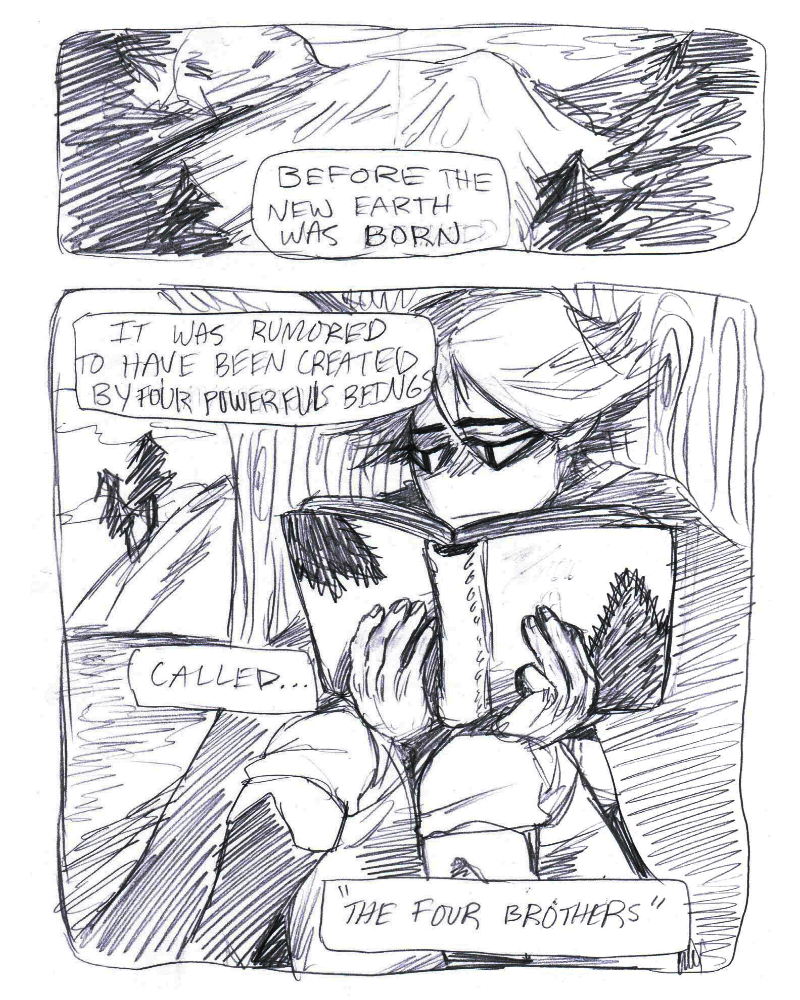 BEFORE THE
NEW EARTH
WAS BORN
IT WAS RUMORED
TO HAVE BEEN CREATED
BY FOUR POWERFUL BEINGS
CALLED...
"THE FOUR BROTHERS"